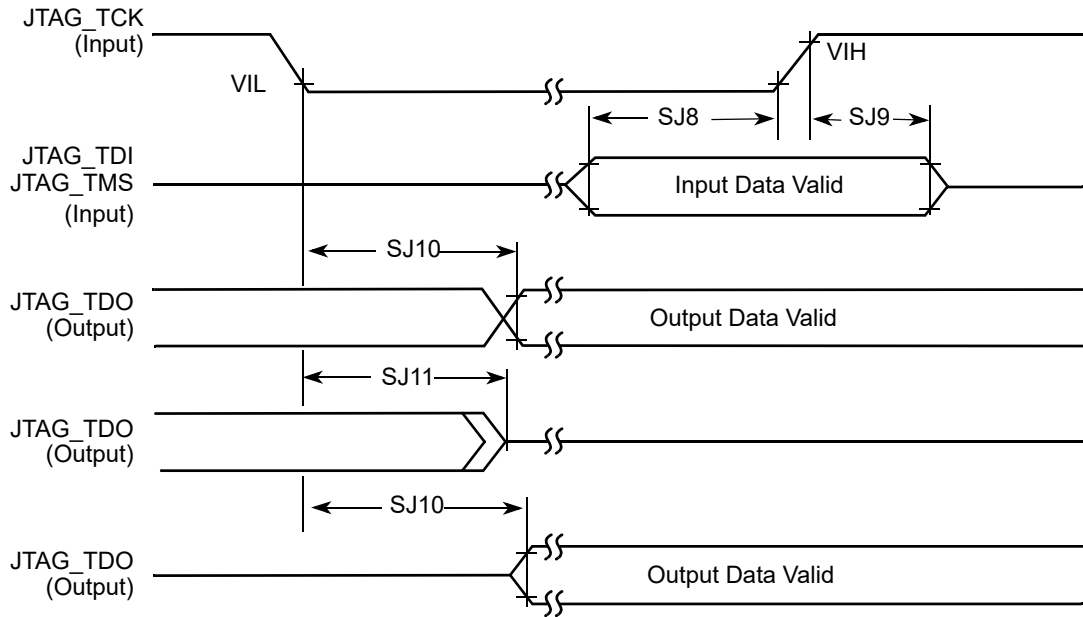 JTAG_TCK
(Input)
VIL
VIH
SJ8
SJ9
JTAG_TDI
JTAG_TMS
(Input)
Input Data Valid
SJ10
JTAG_TDO
(Output)
Output Data Valid
SJ11
JTAG_TDO
(Output)
SJ10
JTAG_TDO
(Output)
Output Data Valid